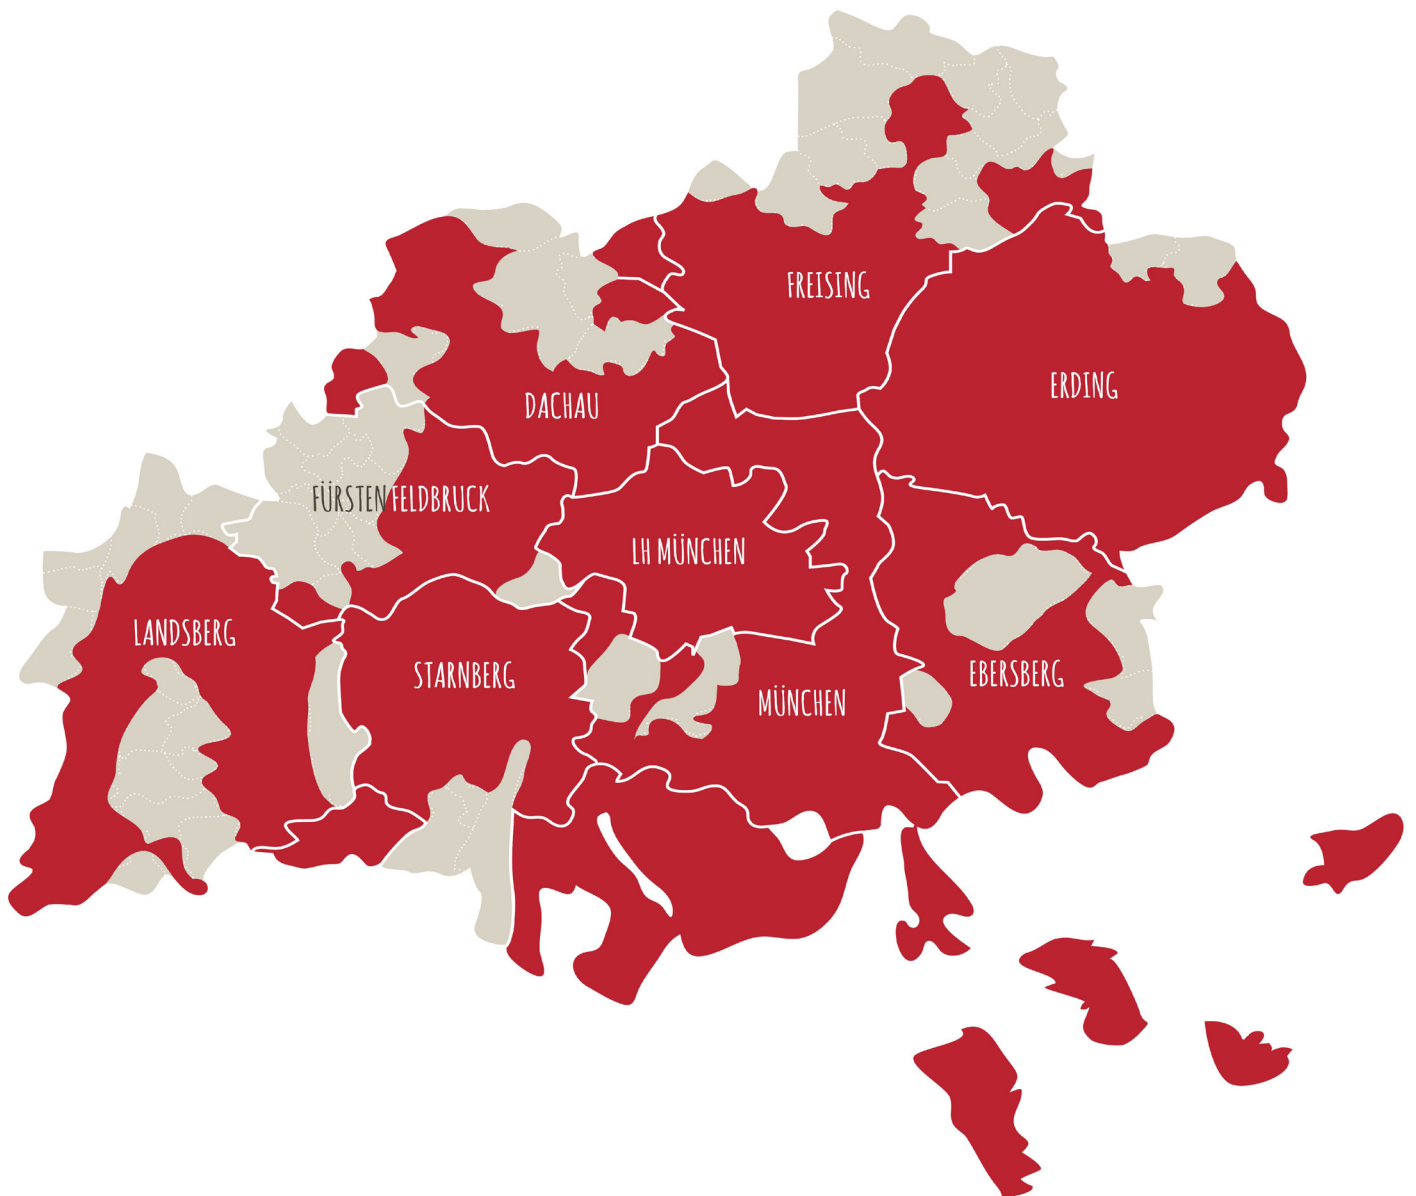 FREISING
ERDING
DACHAU
FÜRSTENFELDBRUCK
LH MÜNCHEN
LANDSBERG
STARNBERG
EBERSBERG
MÜNCHEN